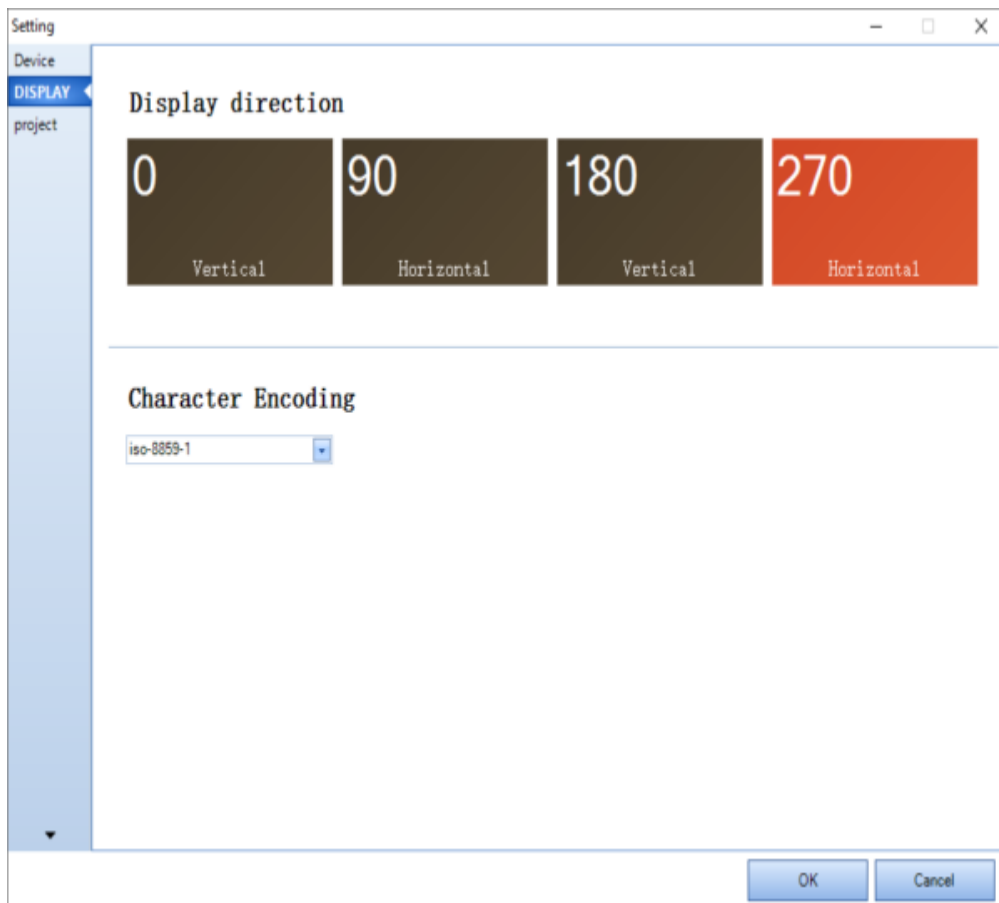 Setting
Device
DISPLAY
project
Display direction
0
Vertical
90
Horizontal
180
Vertical
270
Horizontal
Character Encoding
iso-8859-1
OK
Cancel